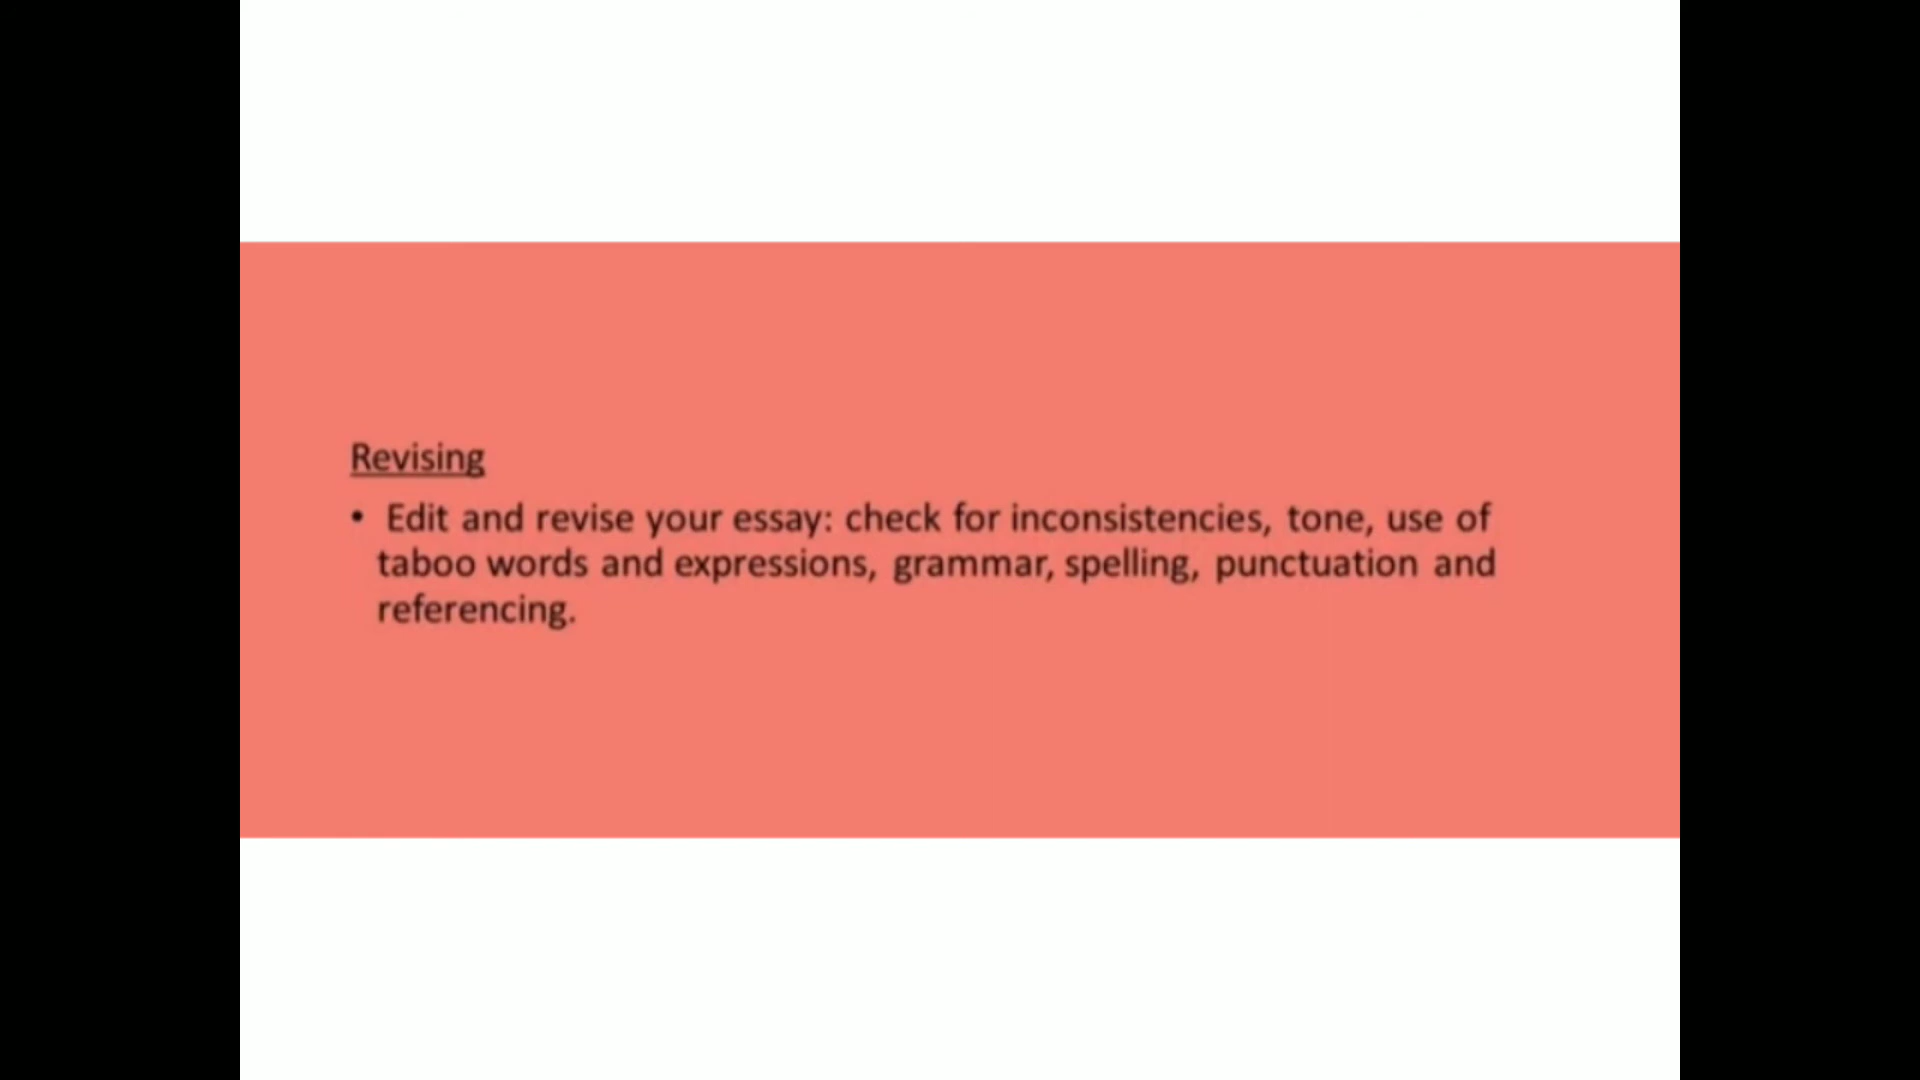 Revising
• Edit and revise your essay: check for inconsistencies, tone, use of
taboo words and expressions, grammar, spelling, punctuation and
referencing.